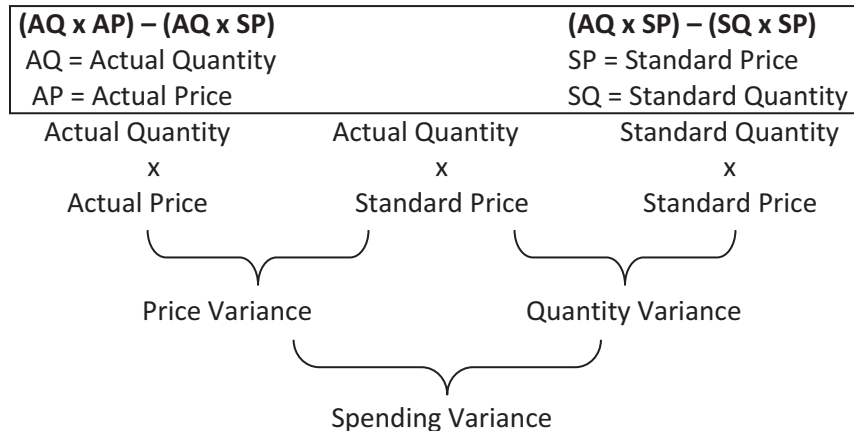 (AQ x AP) – (AQ x SP) (AQ x SP) – (SQ x SP)
AQ = Actual Quantity SP = Standard Price
AP = Actual Price SQ = Standard Quantity
Actual Quantity Actual Quantity Standard Quantity
x x x
Actual Price Standard Price Standard Price
Price Variance Quantity Variance
Spending Variance